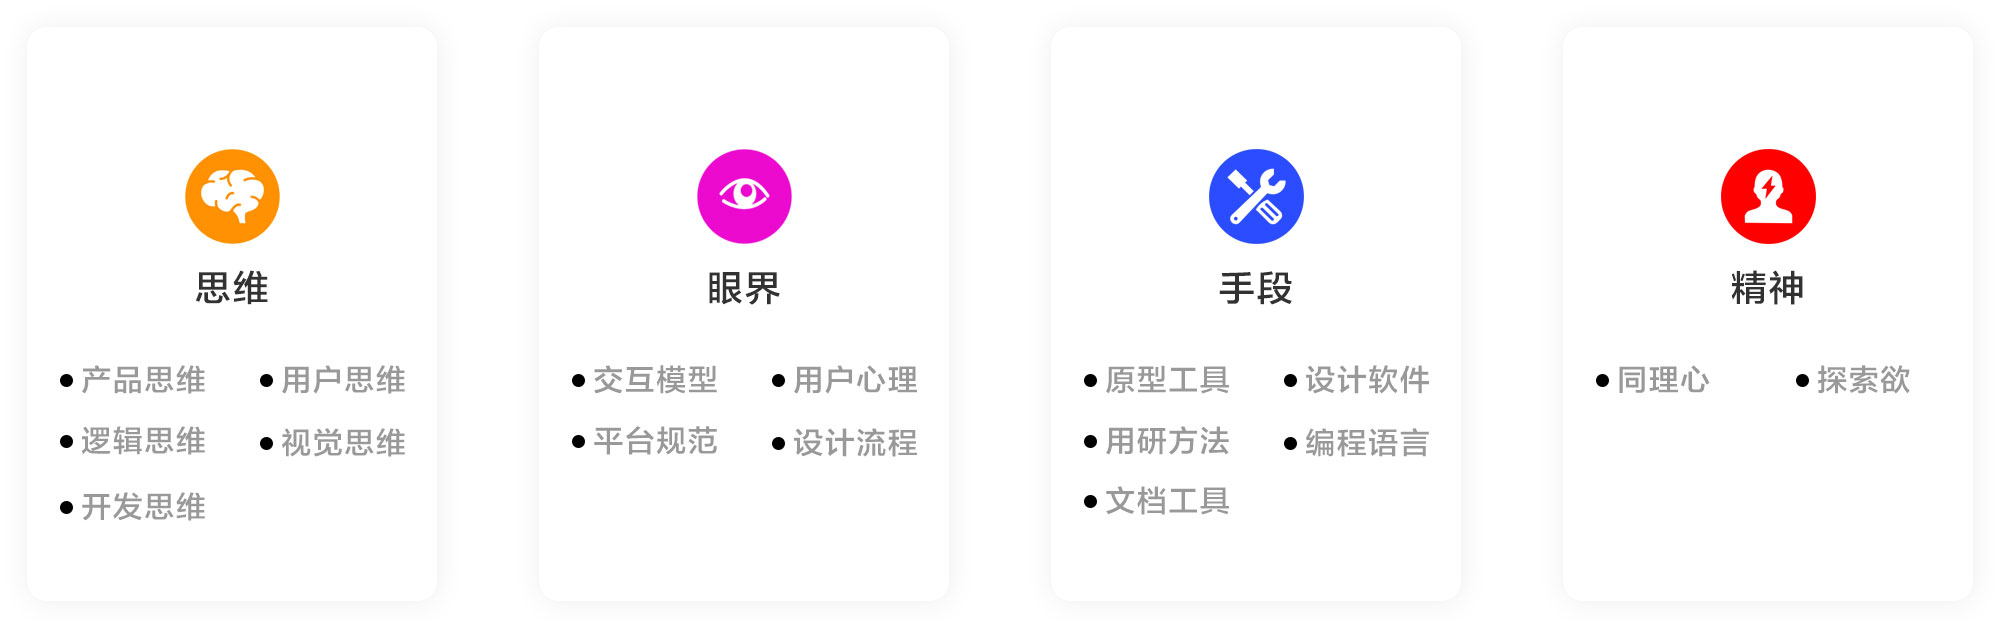 思维
产品思维
用户思维
逻辑思维
视觉思维
开发思维
眼界
交互模型
用户心理
平台规范
设计流程
手段
原型工具
设计软件
用研方法
编程语言
文档工具
精神
同理心
探索欲